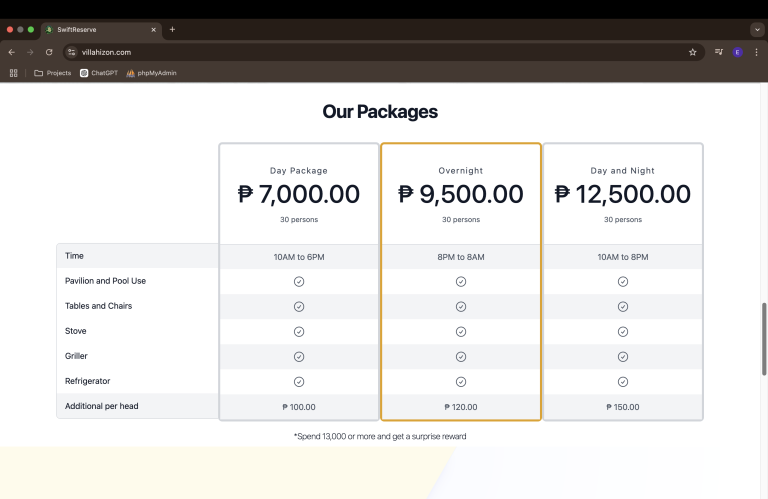 SwiftReserve
villahizon.com
E
Projects
ChatGPT
phpMyAdmin
Our Packages
Day Package
₱ 7,000.00
30 persons
Overnight
₱ 9,500.00
30 persons
Day and Night
₱ 12,500.00
30 persons
Time 10AM to 6PM 8PM to 8AM 10AM to 8PM
Pavilion and Pool Use
Tables and Chairs
Stove
Griller
Refrigerator
Additional per head ₱ 100.00 ₱ 120.00 ₱ 150.00
*Spend 13,000 or more and get a surprise reward